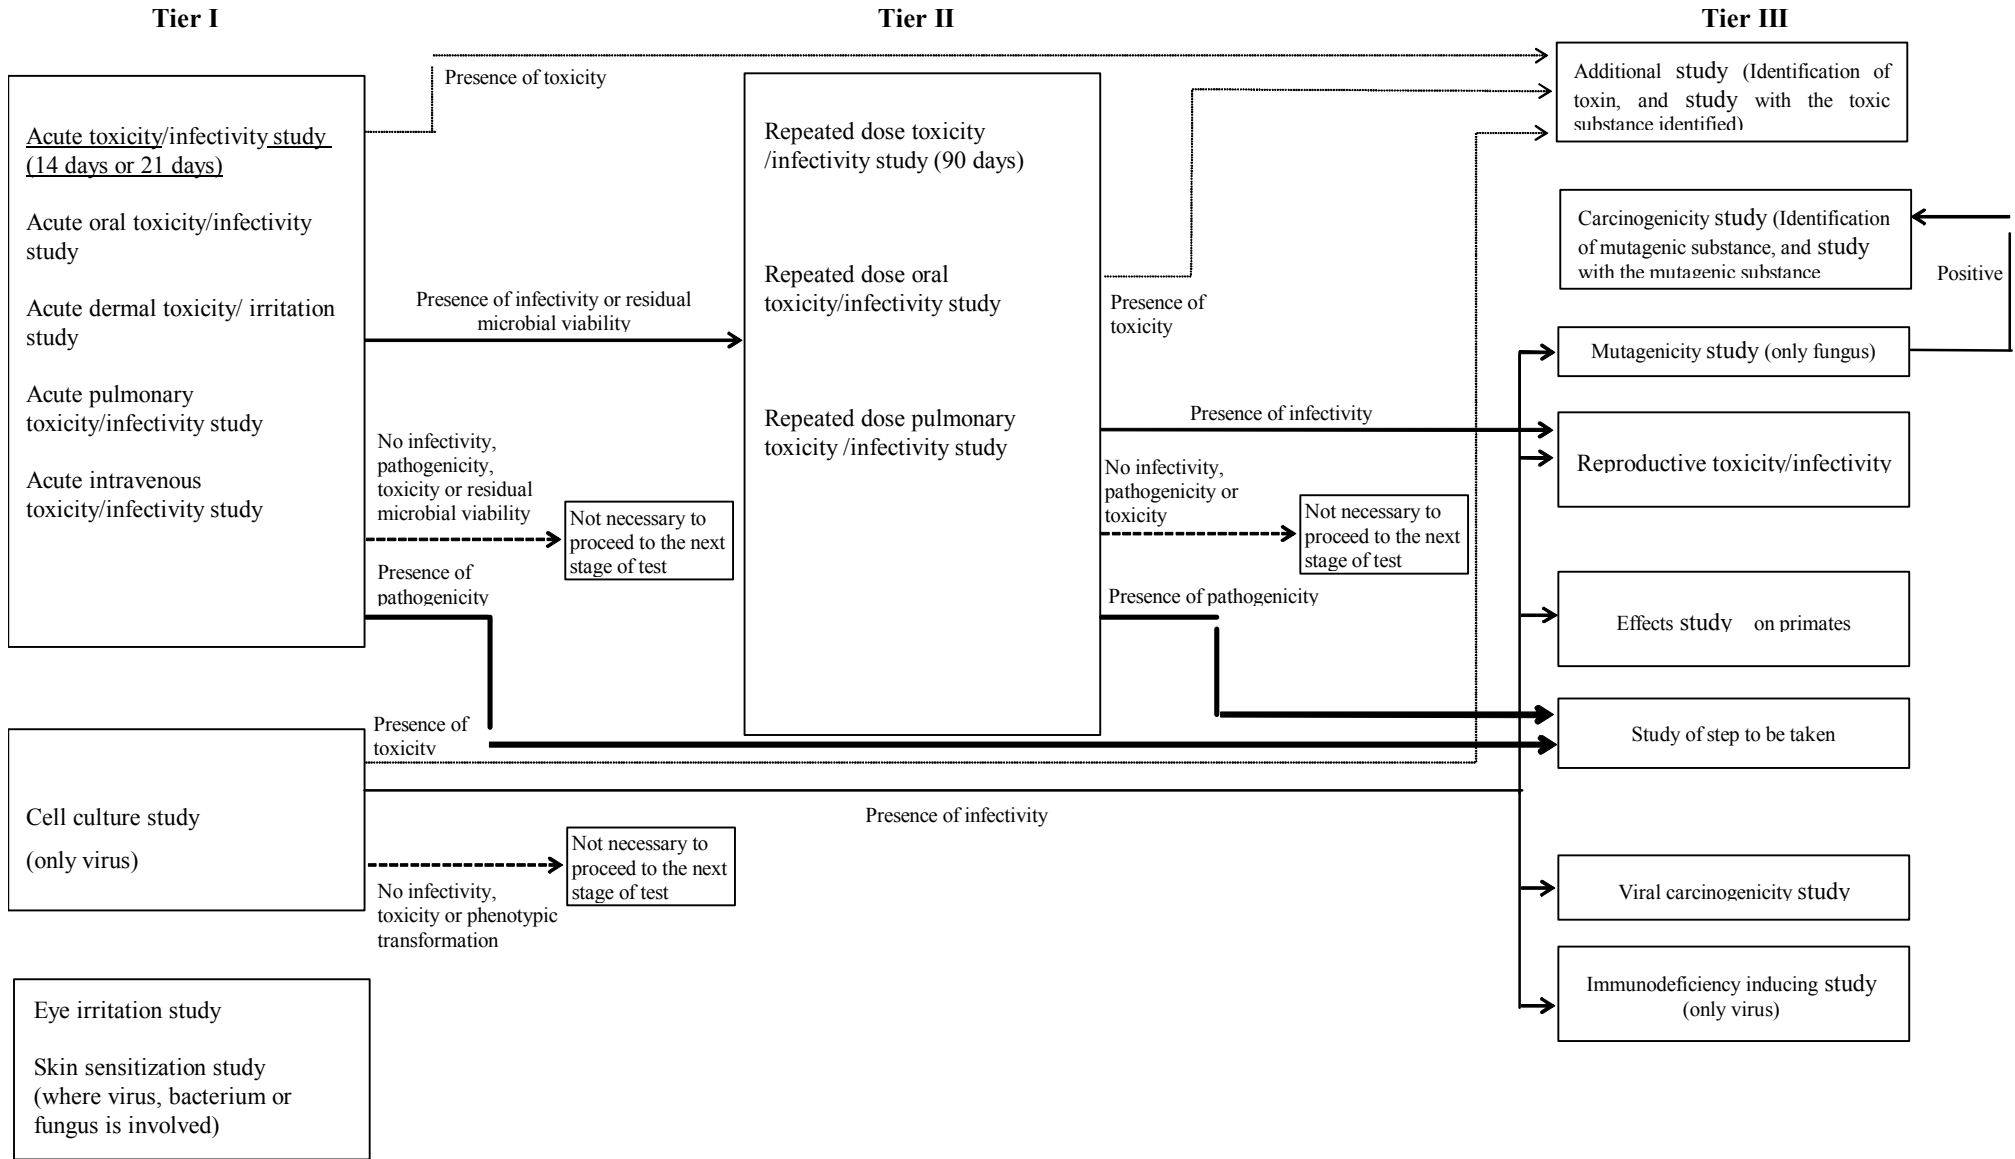 Tier I
Tier II
Tier III
Acute toxicity/infectivity study
(14 days or 21 days)
Acute oral toxicity/infectivity
study
Acute dermal toxicity/ irritation
study
Acute pulmonary
toxicity/infectivity study
Acute intravenous
toxicity/infectivity study
Presence of toxicity
Presence of infectivity or residual
microbial viability
No infectivity,
pathogenicity,
toxicity or residual
microbial viability
Not necessary to
proceed to the next
stage of test
Presence of
pathogenicity
Repeated dose toxicity
/infectivity study (90 days)
Repeated dose oral
toxicity/infectivity study
Repeated dose pulmonary
toxicity /infectivity study
Presence of
toxicity
Presence of infectivity
No infectivity,
pathogenicity or
toxicity
Not necessary to
proceed to the next
stage of test
Presence of pathogenicity
Additional study (Identification of
toxin, and study with the toxic
substance identified)
Carcinogenicity study (Identification
of mutagenic substance, and study
with the mutagenic substance
Positive
Mutagenicity study (only fungus)
Reproductive toxicity/infectivity
Effects study on primates
Study of step to be taken
Viral carcinogenicity study
Immunodeficiency inducing study
(only virus)
Cell culture study
(only virus)
Presence of
toxicity
Presence of infectivity
Not necessary to
proceed to the next
stage of test
No infectivity,
toxicity or phenotypic
transformation
Eye irritation study
Skin sensitization study
(where virus, bacterium or
fungus is involved)